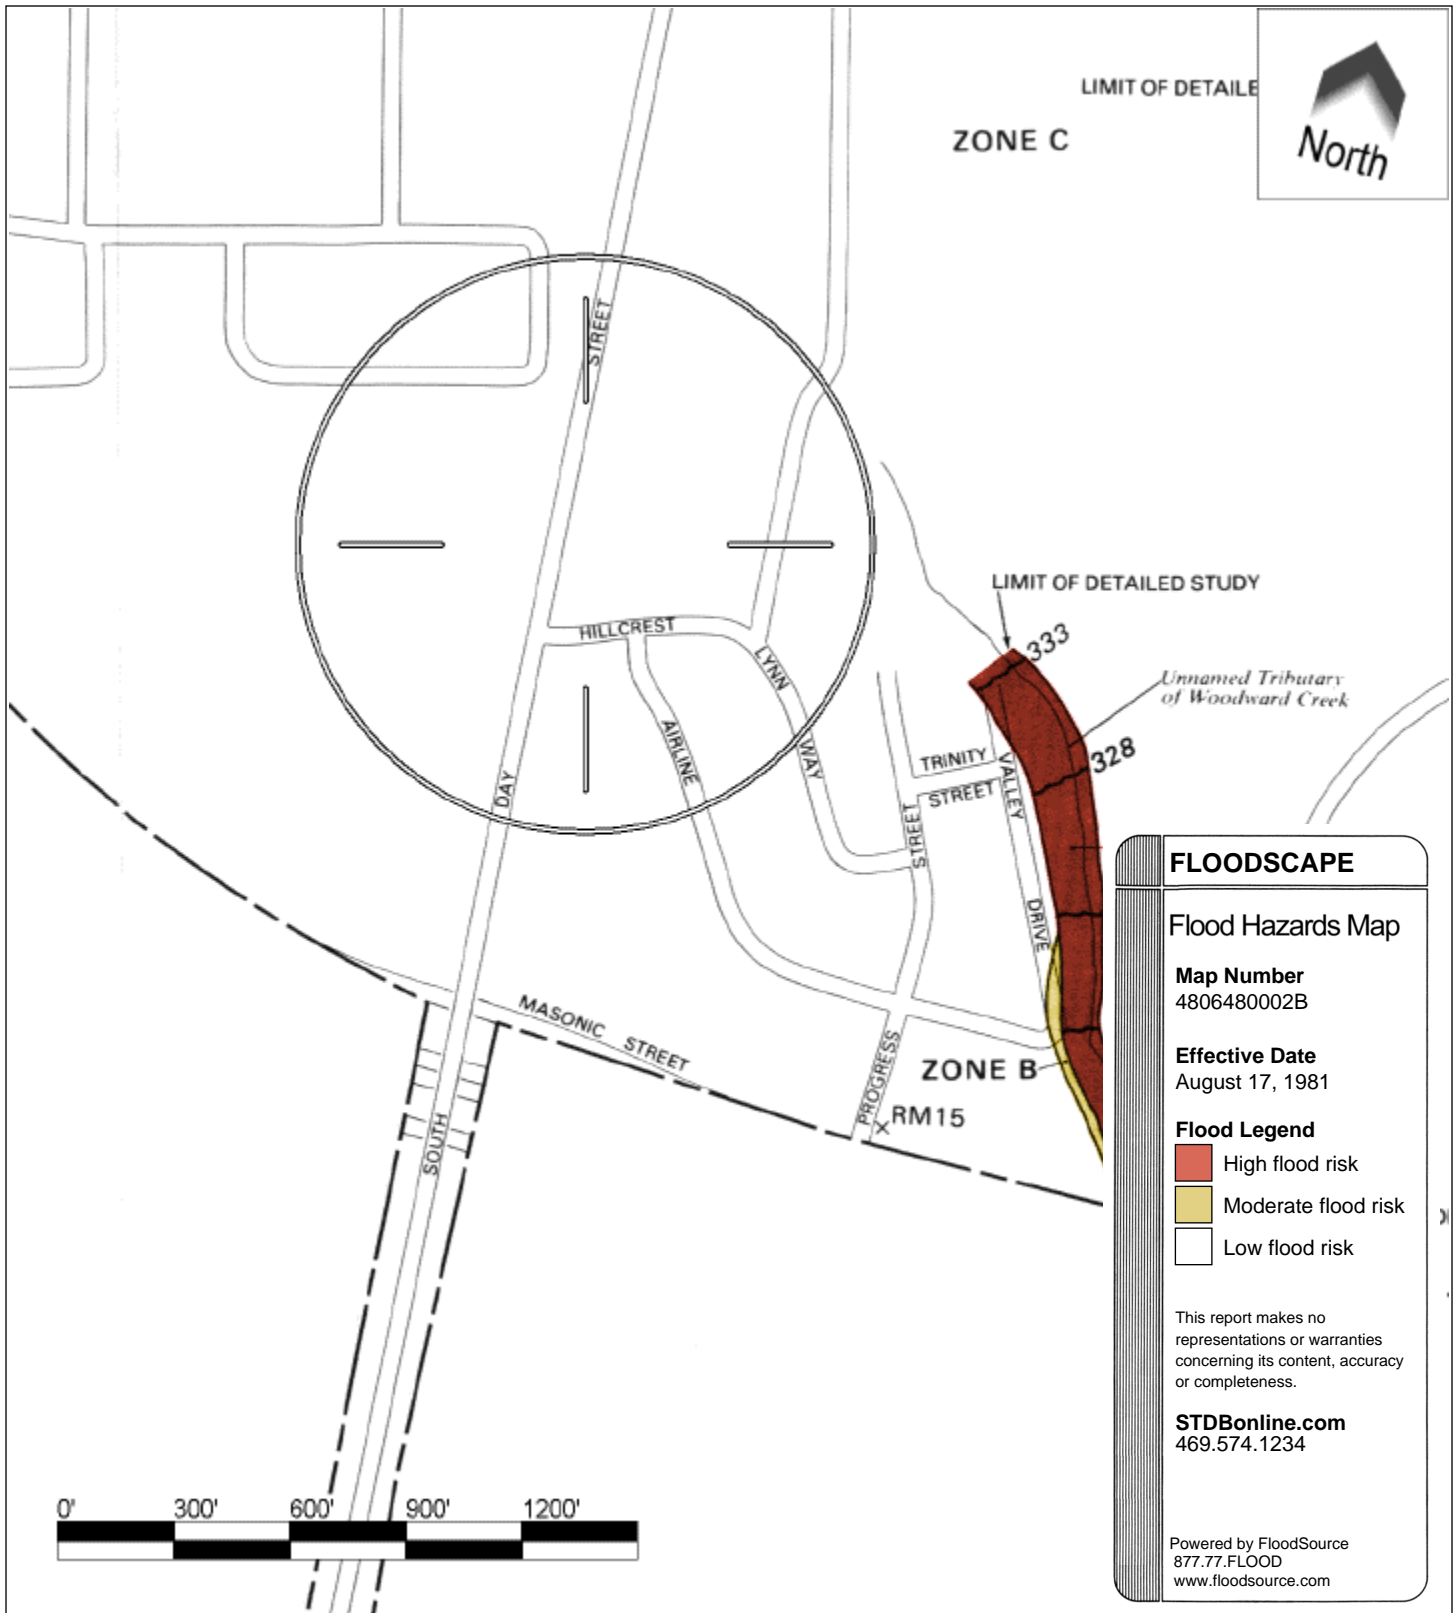 LIMIT OF DETAILE
North
ZONE C
STREET
LIMIT OF DETAILED STUDY
333
HILLCREST
LYNN
WAY
Unnamed Tributary
of Woodward Creek
328
AIRLINE
DAY
TRINITY
STREET
VALLEY
DRIVE
STREET
MASONIC STREET
ZONE B
PROGRESS
RM15
SOUTH
0' 300' 600' 900' 1200'
FLOODSCAPE
Flood Hazards Map
Map Number
4806480002B
Effective Date
August 17, 1981
Flood Legend
High flood risk
Moderate flood risk
Low flood risk
This report makes no
representations or warranties
concerning its content, accuracy
or completeness.
STDBonline.com
469.574.1234
Powered by FloodSource
877.77.FLOOD
www.floodsource.com